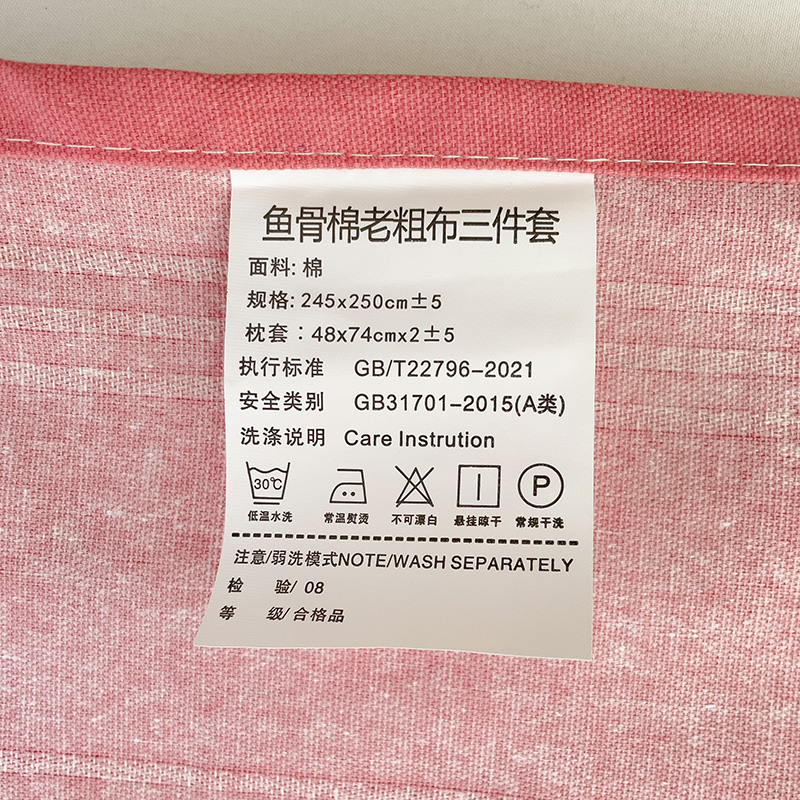 鱼骨棉老粗布三件套
面料: 棉
规格: 245x250cm±5
枕套: 48x74cmx2±5
执行标准 GB/T22796-2021
安全类别 GB31701-2015(A类)
洗涤说明 Care Instrution
30℃ P
低温水洗 常温熨烫 不可漂白 悬挂晾干 常规干洗
注意/弱洗模式NOTE/WASH SEPARATELY
检 验/ 08
等 级/合格品